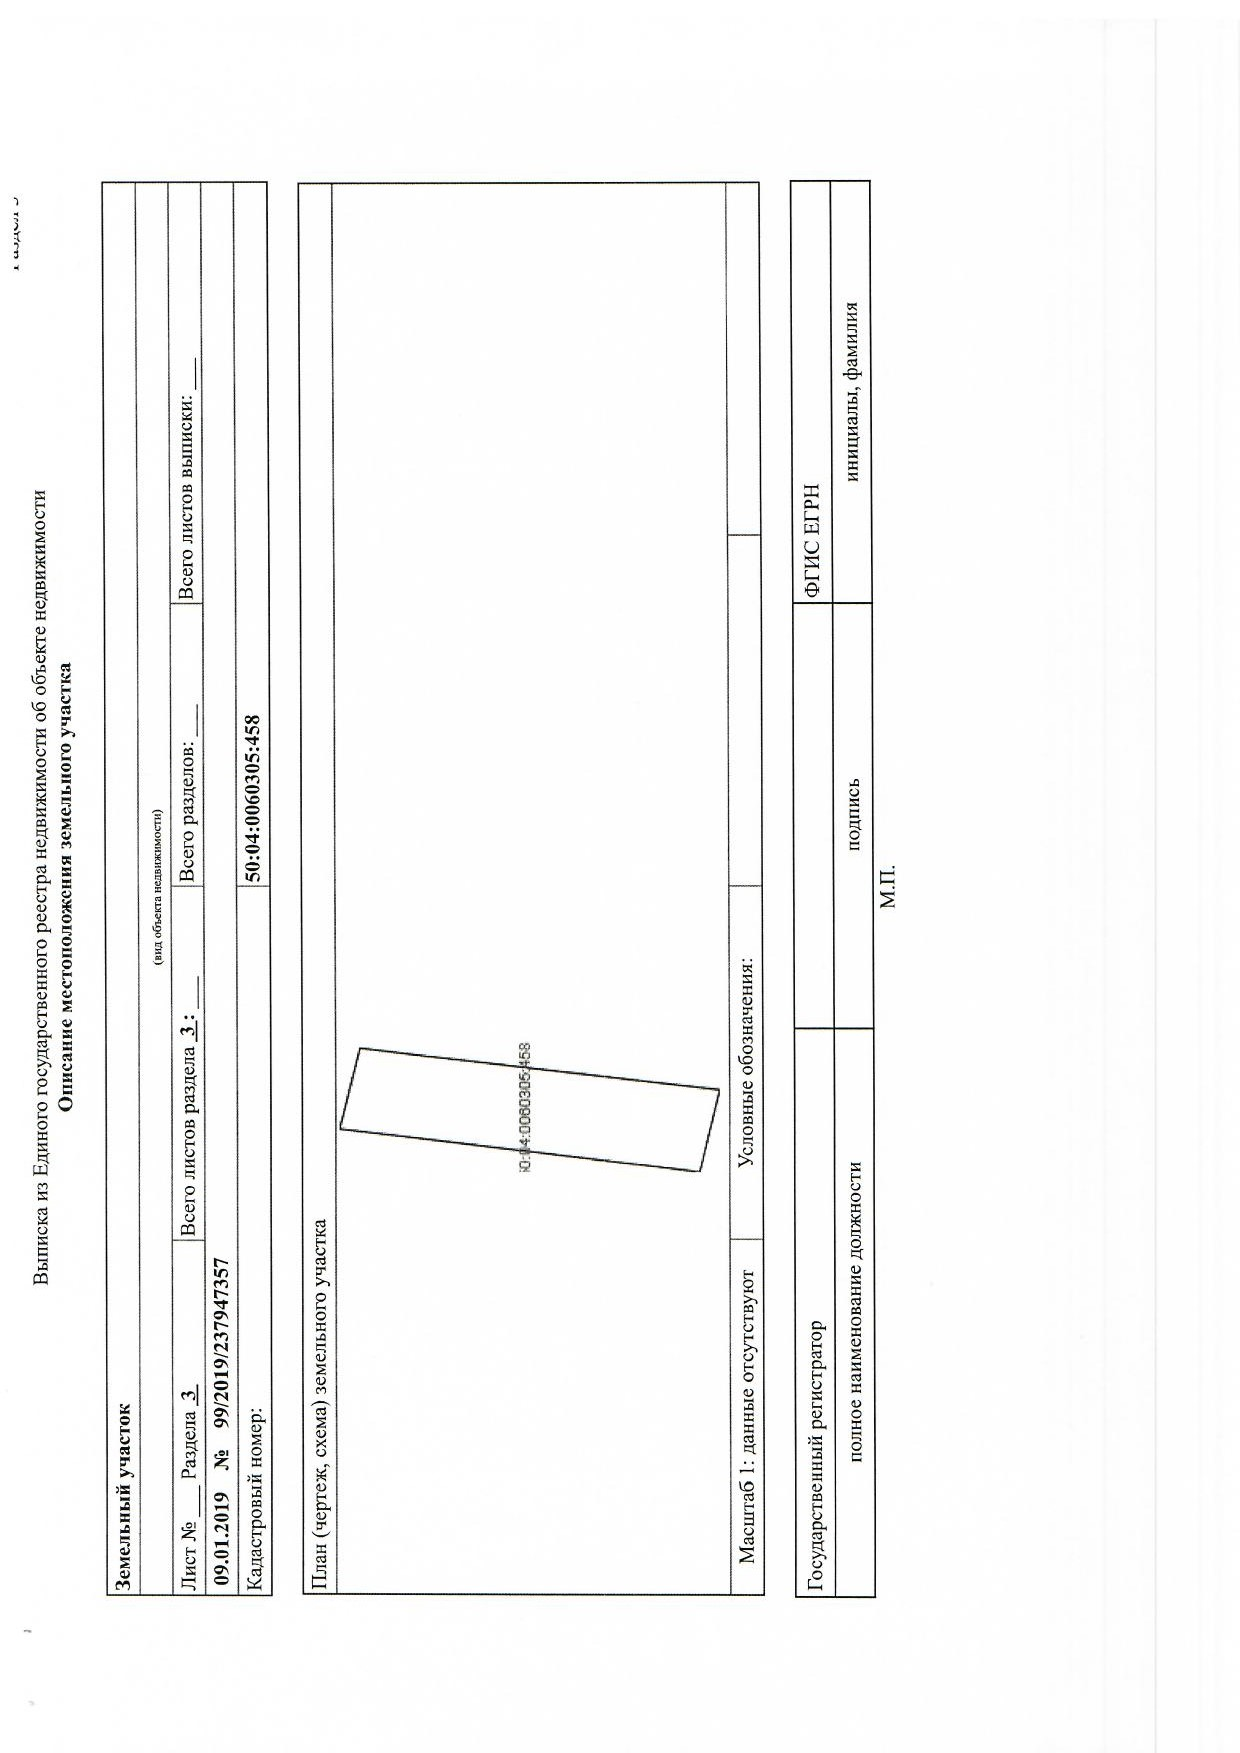 Раздел 3
Выписка из Единого государственного реестра недвижимости об объекте недвижимости
Описание местоположения земельного участка
Земельный участок
(вид объекта недвижимости)
Лист № ___ Раздела 3 Всего листов раздела 3 : ___ Всего разделов: ___ Всего листов выписки: ___
09.01.2019 № 99/2019/237947357
Кадастровый номер: 50:04:0060305:458
План (чертеж, схема) земельного участка
50:04:0060305:458
Масштаб 1: данные отсутствуют Условные обозначения:
Государственный регистратор ФГИС ЕГРН
полное наименование должности подпись инициалы, фамилия
М.П.